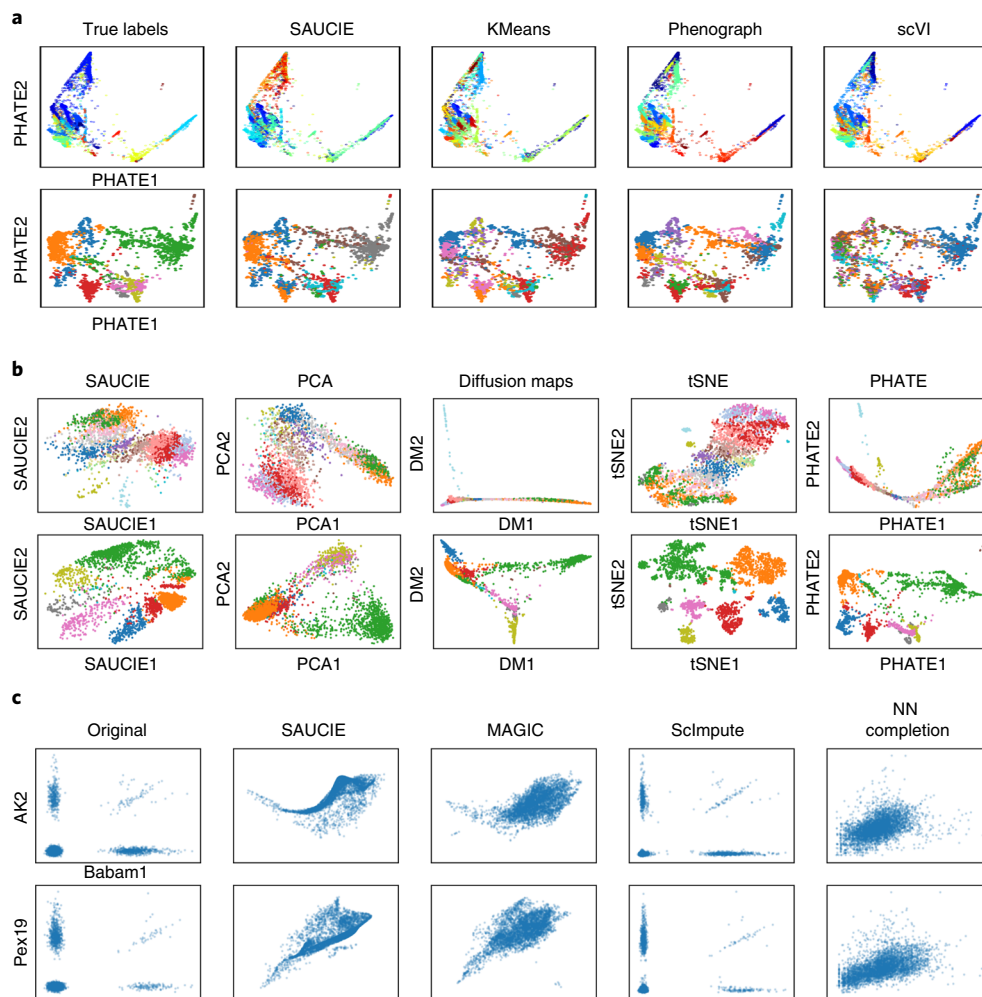 a
True labels SAUCIE KMeans Phenograph scVI
PHATE2
PHATE1
PHATE2
PHATE1
b
SAUCIE PCA Diffusion maps tSNE PHATE
SAUCIE2 PCA2 DM2 tSNE2 PHATE2
SAUCIE1 PCA1 DM1 tSNE1 PHATE1
SAUCIE2 PCA2 DM2 tSNE2 PHATE2
SAUCIE1 PCA1 DM1 tSNE1 PHATE1
c
Original SAUCIE MAGIC ScImpute NN completion
AK2
Babam1
Pex19